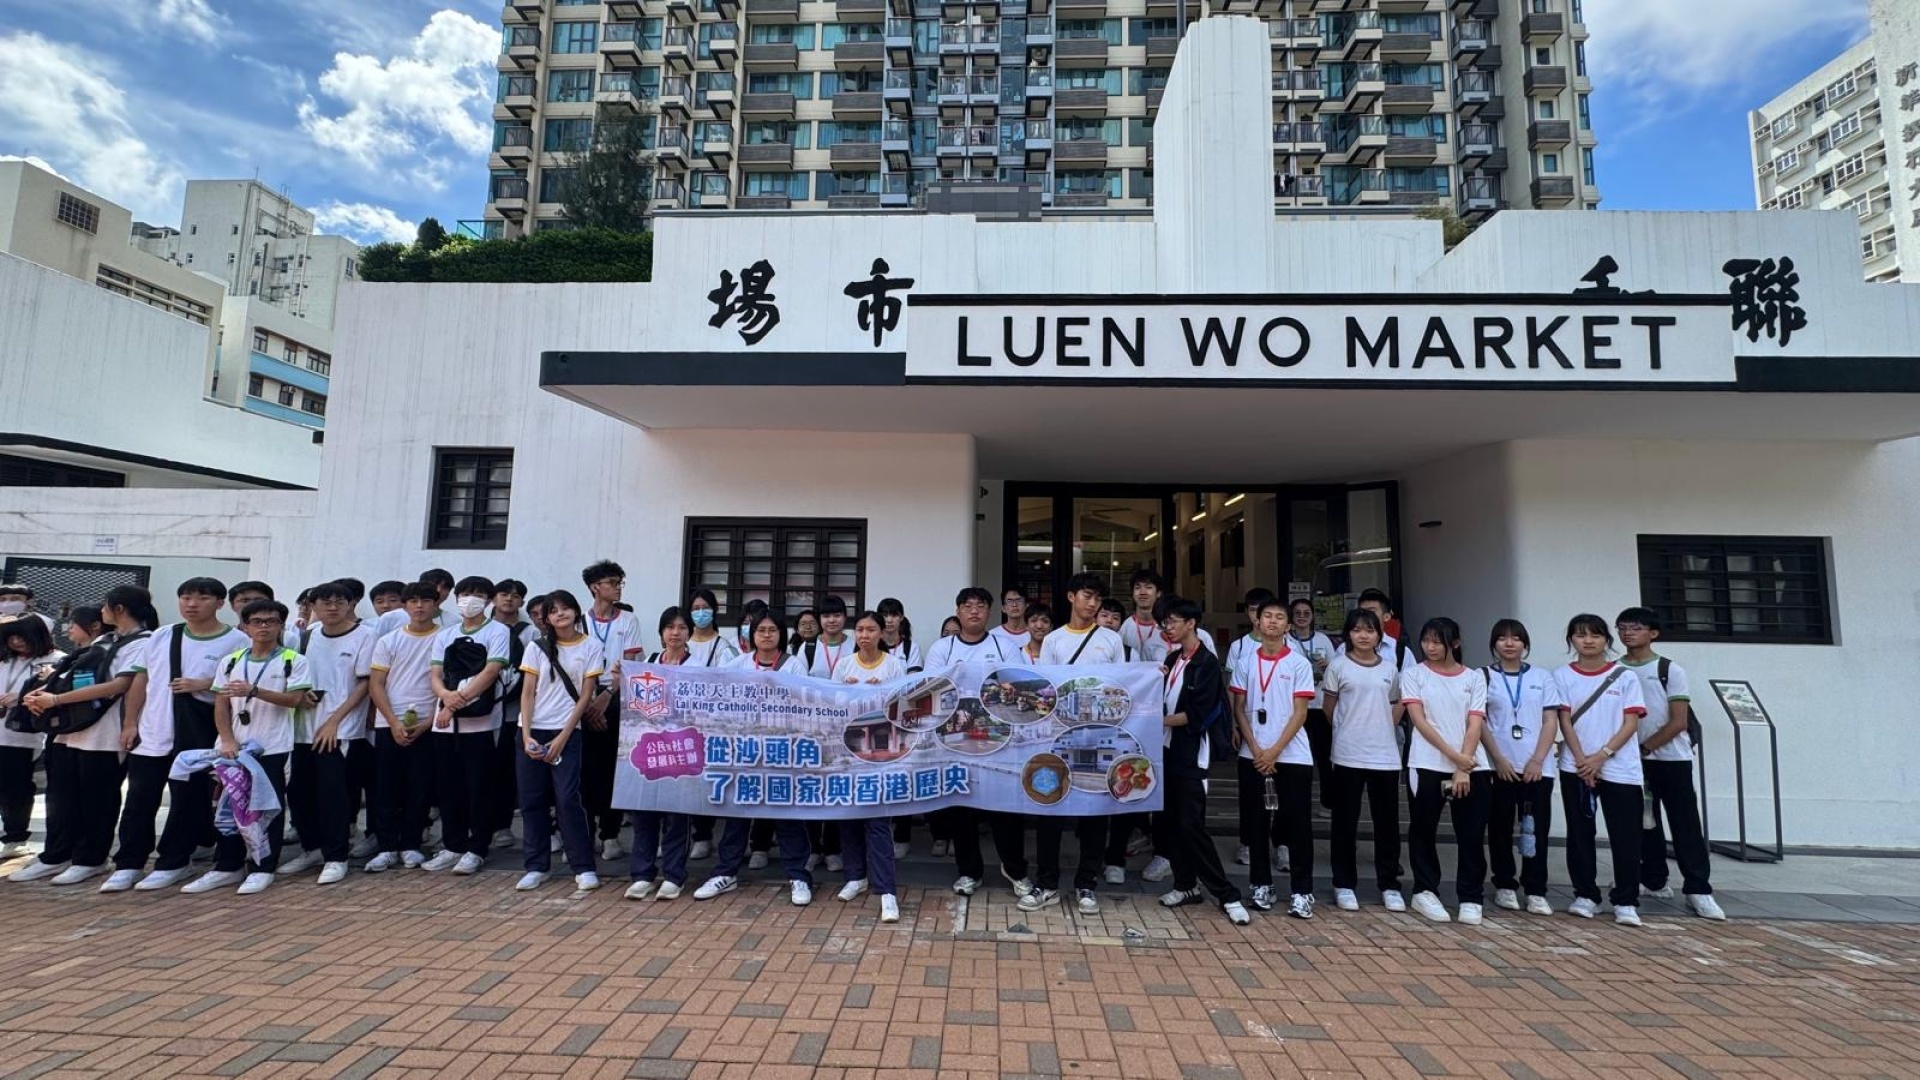 場 市 和 聯
LUEN WO MARKET
荔景天主教中學
Lai King Catholic Secondary School
公民與社會
發展科主辦
從沙頭角
了解國家與香港歷史